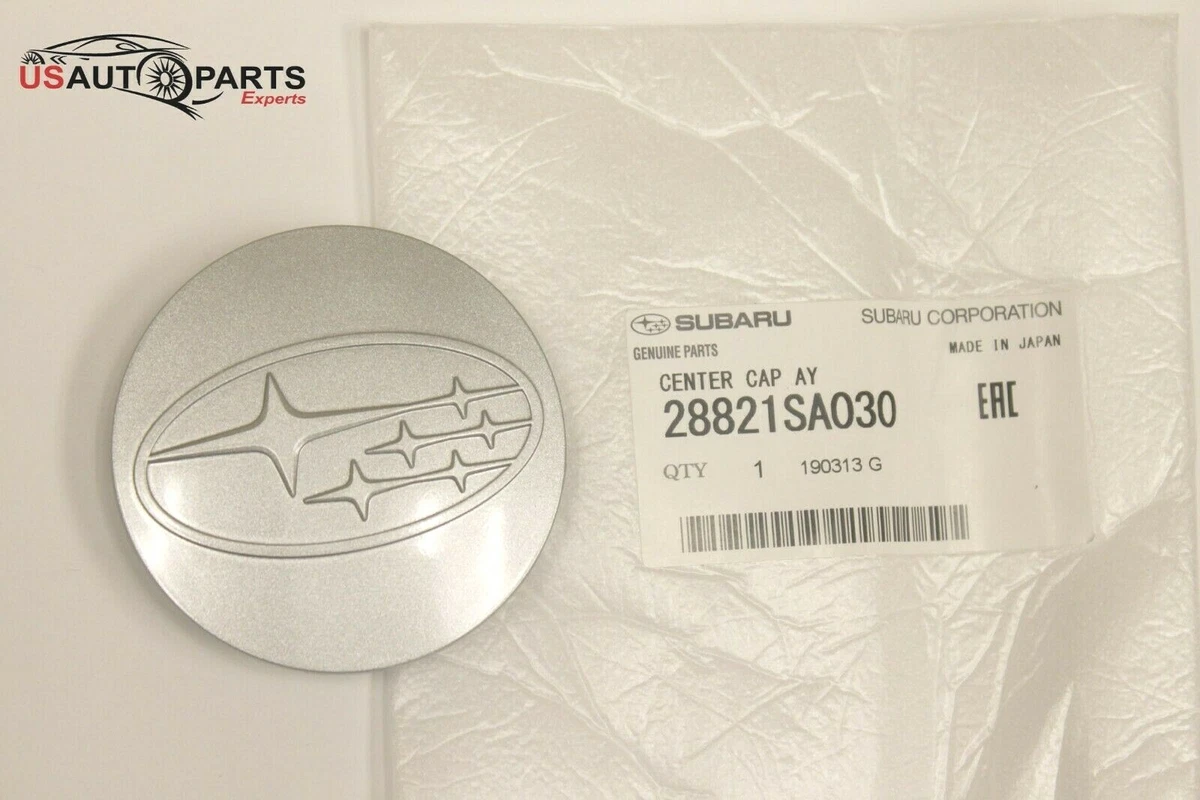 USAUTOPARTS
Experts
SUBARU
SUBARU CORPORATION
GENUINE PARTS
MADE IN JAPAN
CENTER CAP AY
28821SA030
EAC
QTY 1 190313 G